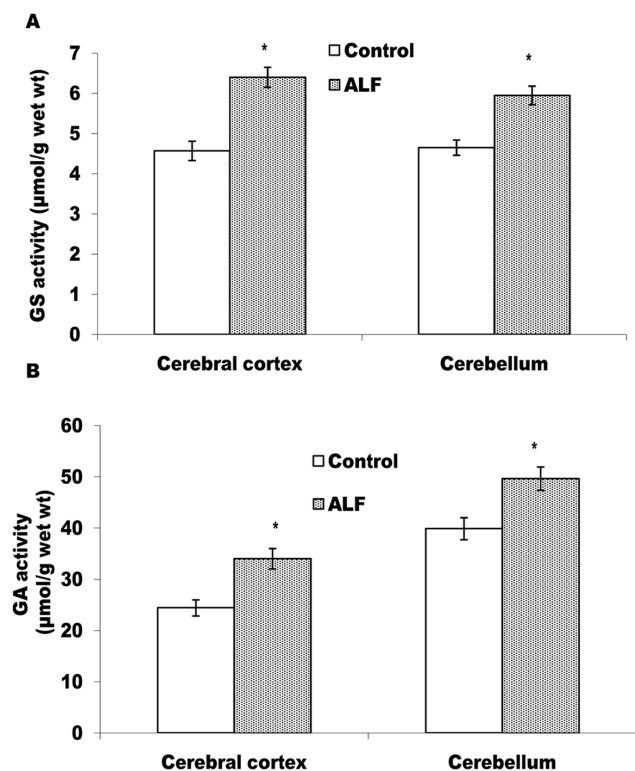 A
7
6
5
4
3
2
1
0
GS activity (µmol/g wet wt)
*
*
Control
ALF
Cerebral cortex
Cerebellum
B
60
50
40
30
20
10
0
GA activity
(µmol/g wet wt)
*
*
Control
ALF
Cerebral cortex
Cerebellum